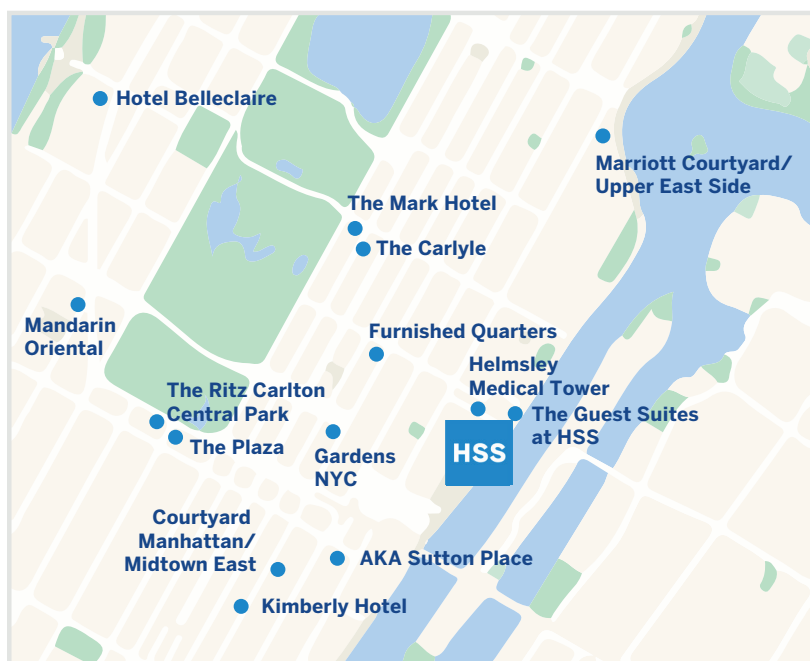 Hotel Belleclaire
Marriott Courtyard/
Upper East Side
The Mark Hotel
The Carlyle
Mandarin
Oriental
Furnished Quarters
Helmsley
Medical Tower
The Guest Suites
at HSS
The Ritz Carlton
Central Park
The Plaza
Gardens
NYC
HSS
Courtyard
Manhattan/
Midtown East
AKA Sutton Place
Kimberly Hotel